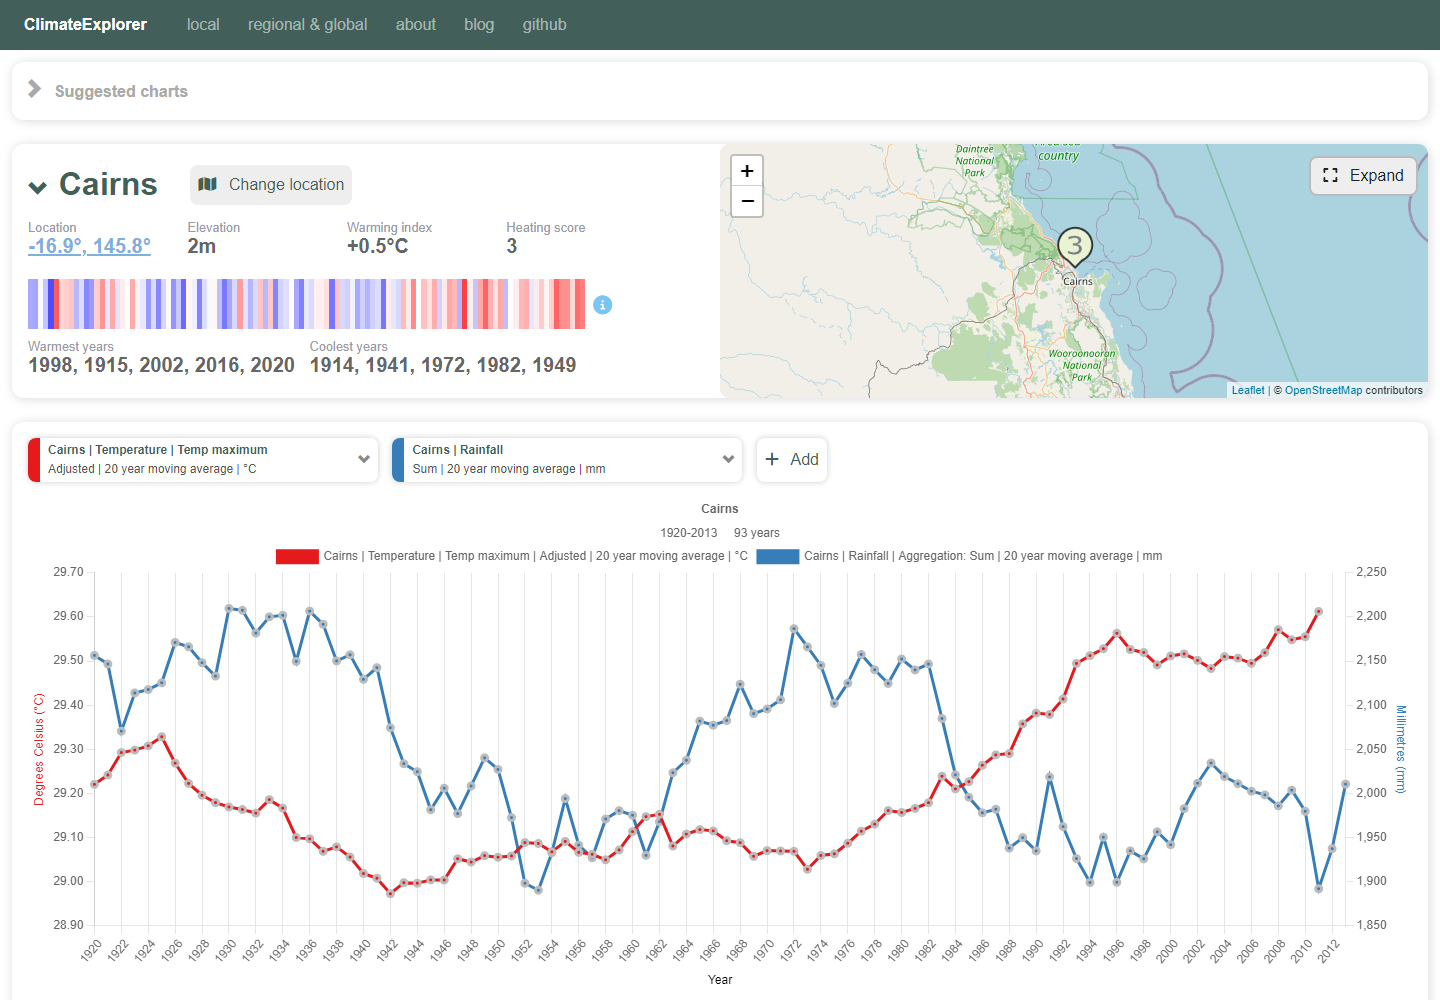 ClimateExplorer local regional & global about blog github
Suggested charts
Cairns Change location
Location Elevation Warming index Heating score
-16.9°, 145.8° 2m +0.5°C 3
Warmest years Coolest years
1998, 1915, 2002, 2016, 2020 1914, 1941, 1972, 1982, 1949
+
−
Daintree
National
Park
country
Expand
3
Cairns
Wooroonooran
National
Park
Leaflet | © OpenStreetMap contributors
Cairns | Temperature | Temp maximum
Adjusted | 20 year moving average | °C
Cairns | Rainfall
Sum | 20 year moving average | mm
+ Add
Cairns
1920-2013 93 years
Cairns | Temperature | Temp maximum | Adjusted | 20 year moving average | °C Cairns | Rainfall | Aggregation: Sum | 20 year moving average | mm
Degrees Celsius (°C)
29.70
29.60
29.50
29.40
29.30
29.20
29.10
29.00
28.90
2,250
2,200
2,150
2,100
2,050
2,000
1,950
1,900
1,850
Millimetres (mm)
1920 1922 1924 1926 1928 1930 1932 1934 1936 1938 1940 1942 1944 1946 1948 1950 1952 1954 1956 1958 1960 1962 1964 1966 1968 1970 1972 1974 1976 1978 1980 1982 1984 1986 1988 1990 1992 1994 1996 1998 2000 2002 2004 2006 2008 2010 2012
Year